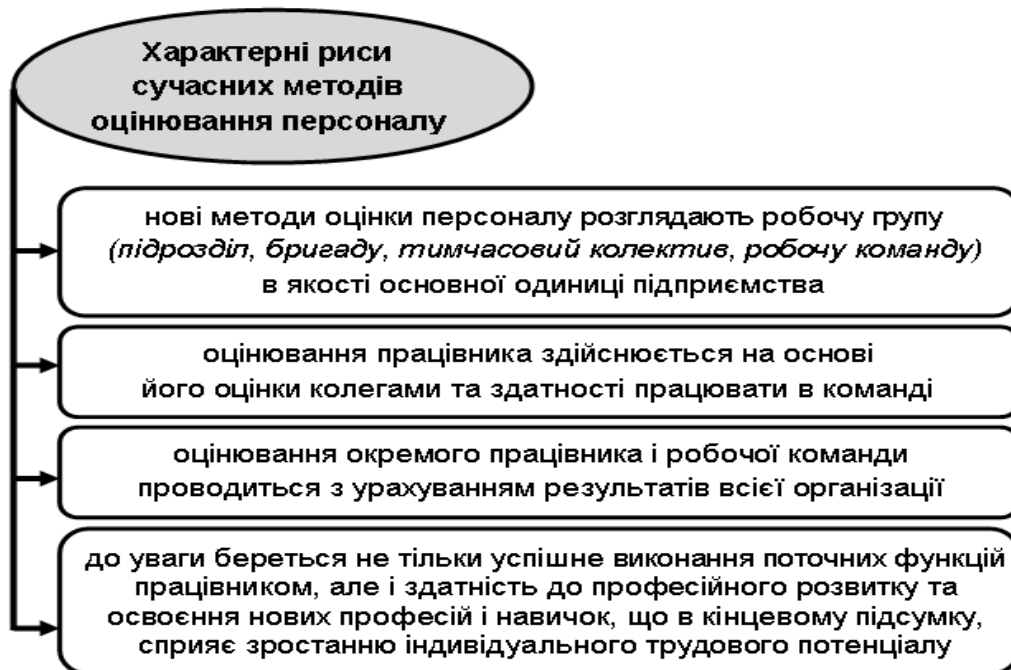 Характерні риси
сучасних методів
оцінювання персоналу
нові методи оцінки персоналу розглядають робочу групу
(підрозділ, бригаду, тимчасовий колектив, робочу команду)
в якості основної одиниці підприємства
оцінювання працівника здійснюється на основі
його оцінки колегами та здатності працювати в команді
оцінювання окремого працівника і робочої команди
проводиться з урахуванням результатів всієї організації
до уваги береться не тільки успішне виконання поточних функцій
працівником, але і здатність до професійного розвитку та
освоєння нових професій і навичок, що в кінцевому підсумку,
сприяє зростанню індивідуального трудового потенціалу